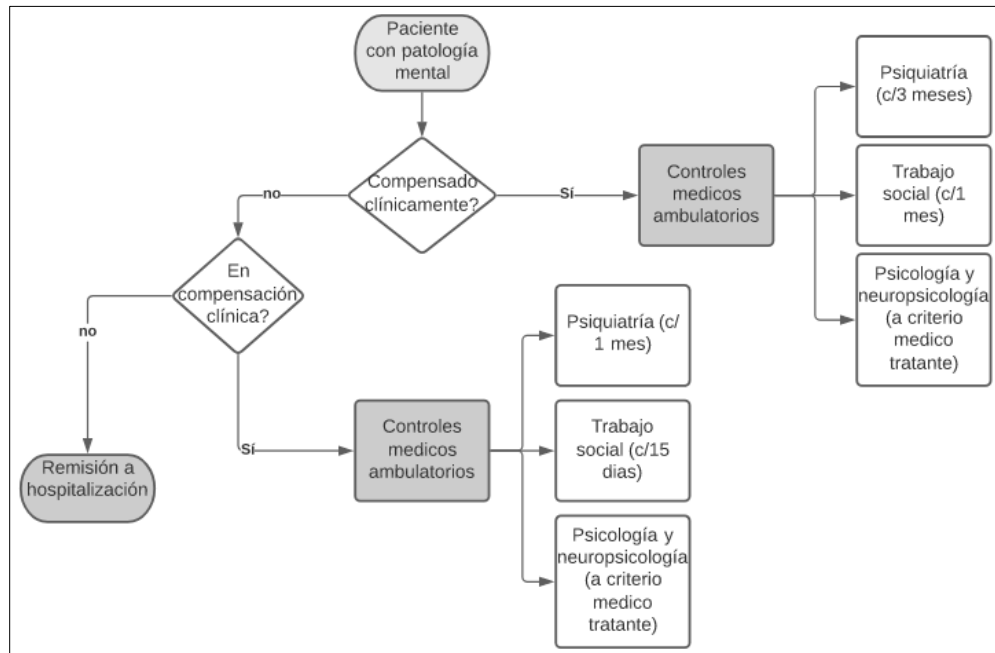 Paciente
con patología
mental
Compensado
clínicamente?
no
Sí
Controles
medicos
ambulatorios
Psiquiatría
(c/3 meses)
Trabajo
social (c/1
mes)
Psicología y
neuropsicología
(a criterio
medico
tratante)
En
compensación
clínica?
no
Sí
Remisión a
hospitalización
Controles
medicos
ambulatorios
Psiquiatría (c/
1 mes)
Trabajo
social (c/15
dias)
Psicología y
neuropsicología
(a criterio
medico
tratante)